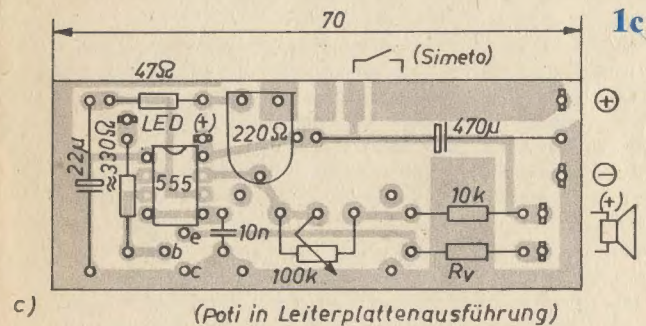 70
1c
47Ω
(Simeto)
⊕
LED (+)
220Ω
470µ
22µ
≈330Ω
555
⊖
10k
(+)
e
10n
b
c
100k
Rv
c)
(Poti in Leiterplattenausführung)